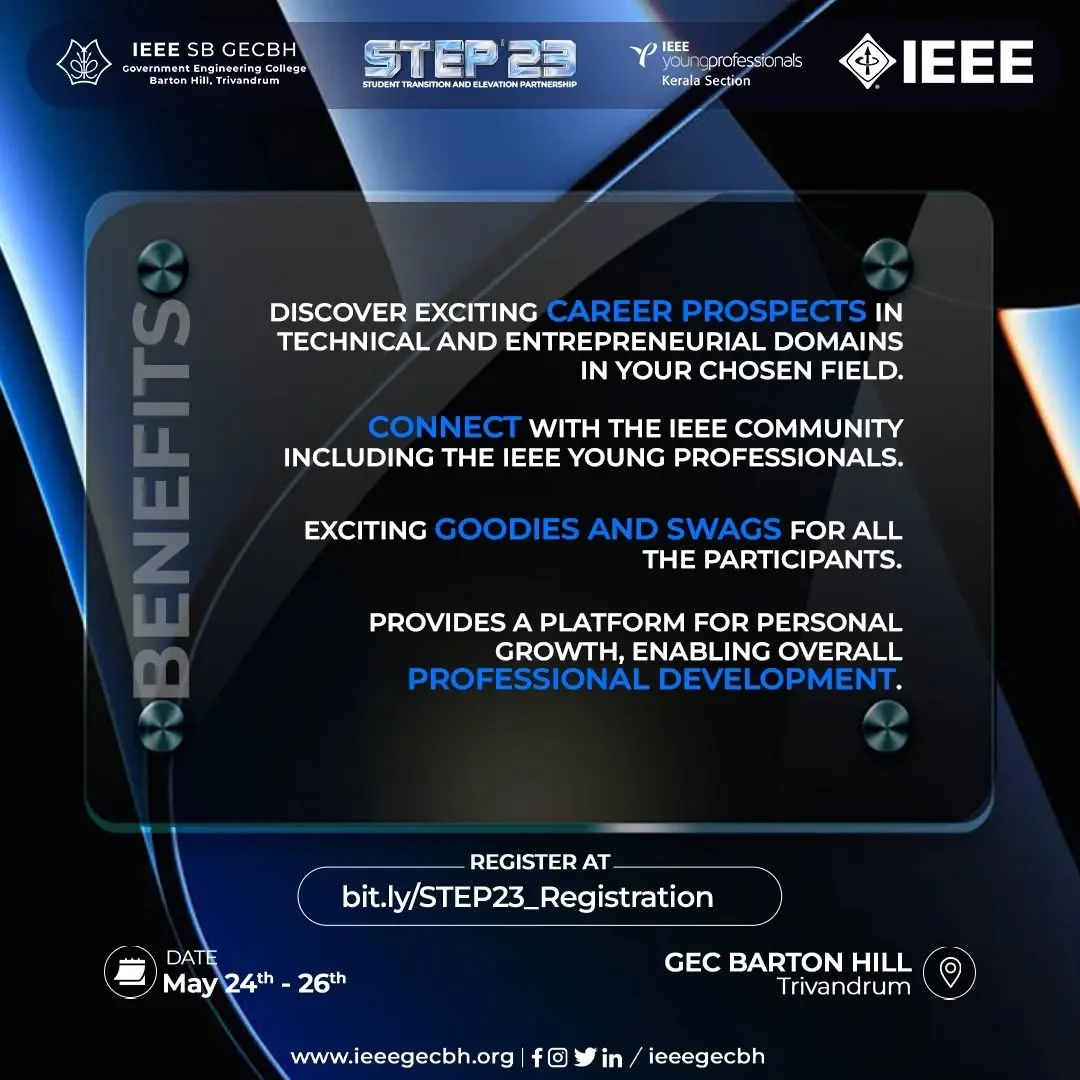 IEEE SB GECBH
Government Engineering College
Barton Hill, Trivandrum
STEP'23
STUDENT TRANSITION AND ELEVATION PARTNERSHIP
IEEE
youngprofessionals
Kerala Section
IEEE
BENEFITS
DISCOVER EXCITING CAREER PROSPECTS IN
TECHNICAL AND ENTREPRENEURIAL DOMAINS
IN YOUR CHOSEN FIELD.
CONNECT WITH THE IEEE COMMUNITY
INCLUDING THE IEEE YOUNG PROFESSIONALS.
EXCITING GOODIES AND SWAGS FOR ALL
THE PARTICIPANTS.
PROVIDES A PLATFORM FOR PERSONAL
GROWTH, ENABLING OVERALL
PROFESSIONAL DEVELOPMENT.
REGISTER AT
bit.ly/STEP23_Registration
DATE
May 24th - 26th
GEC BARTON HILL
Trivandrum
www.ieeegecbh.org | / ieeegecbh